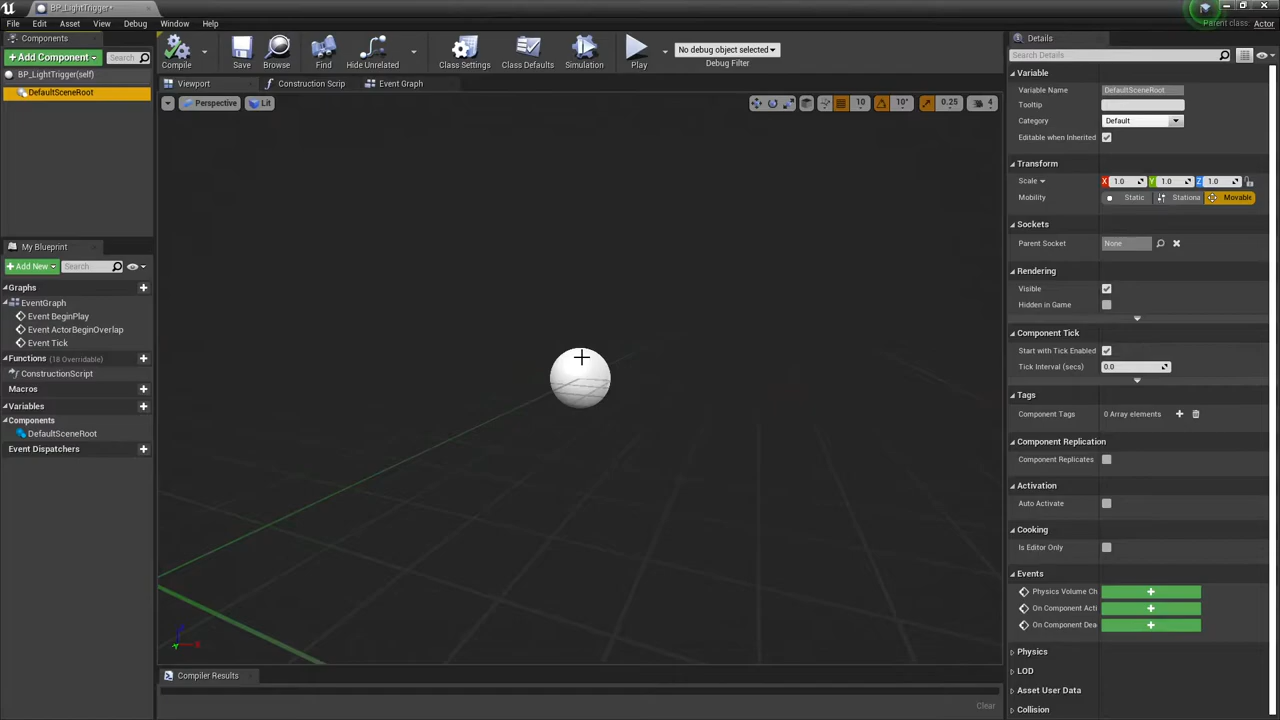 BP_LightTrigger*
File Edit Asset View Debug Window Help
Parent class: Actor
Components
+Add Component Search
BP_LightTrigger(self)
DefaultSceneRoot
My Blueprint
+Add New Search
Graphs
EventGraph
Event BeginPlay
Event ActorBeginOverlap
Event Tick
Functions (18 Overridable)
ConstructionScript
Macros
Variables
Components
DefaultSceneRoot
Event Dispatchers
Compile Save Browse Find Hide Unrelated Class Settings Class Defaults Simulation Play
No debug object selected
Debug Filter
Viewport Construction Scrip Event Graph
Perspective Lit
10 10° 0.25 4
Z X Y
Compiler Results
Clear
Details
Search Details
Variable
Variable Name DefaultSceneRoot
Tooltip
Category Default
Editable when Inherited
Transform
Scale X 1.0 Y 1.0 Z 1.0
Mobility Static Stationa Movable
Sockets
Parent Socket None
Rendering
Visible
Hidden in Game
Component Tick
Start with Tick Enabled
Tick Interval (secs) 0.0
Tags
Component Tags 0 Array elements
Component Replication
Component Replicates
Activation
Auto Activate
Cooking
Is Editor Only
Events
Physics Volume Ch
On Component Acti
On Component Dea
Physics
LOD
Asset User Data
Collision